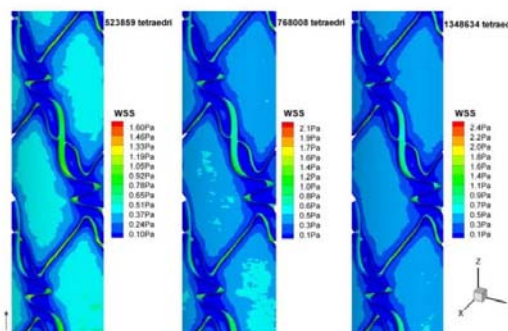 523859 tetraedri
WSS
1.60Pa
1.46Pa
1.33Pa
1.19Pa
1.05Pa
0.92Pa
0.78Pa
0.65Pa
0.51Pa
0.37Pa
0.24Pa
0.10Pa
768008 tetraedri
WSS
2.1Pa
1.9Pa
1.7Pa
1.6Pa
1.4Pa
1.2Pa
1.0Pa
0.8Pa
0.6Pa
0.5Pa
0.3Pa
0.1Pa
1348634 tetraedri
WSS
2.4Pa
2.2Pa
2.0Pa
1.8Pa
1.6Pa
1.4Pa
1.1Pa
0.9Pa
0.7Pa
0.5Pa
0.3Pa
0.1Pa
Z
X